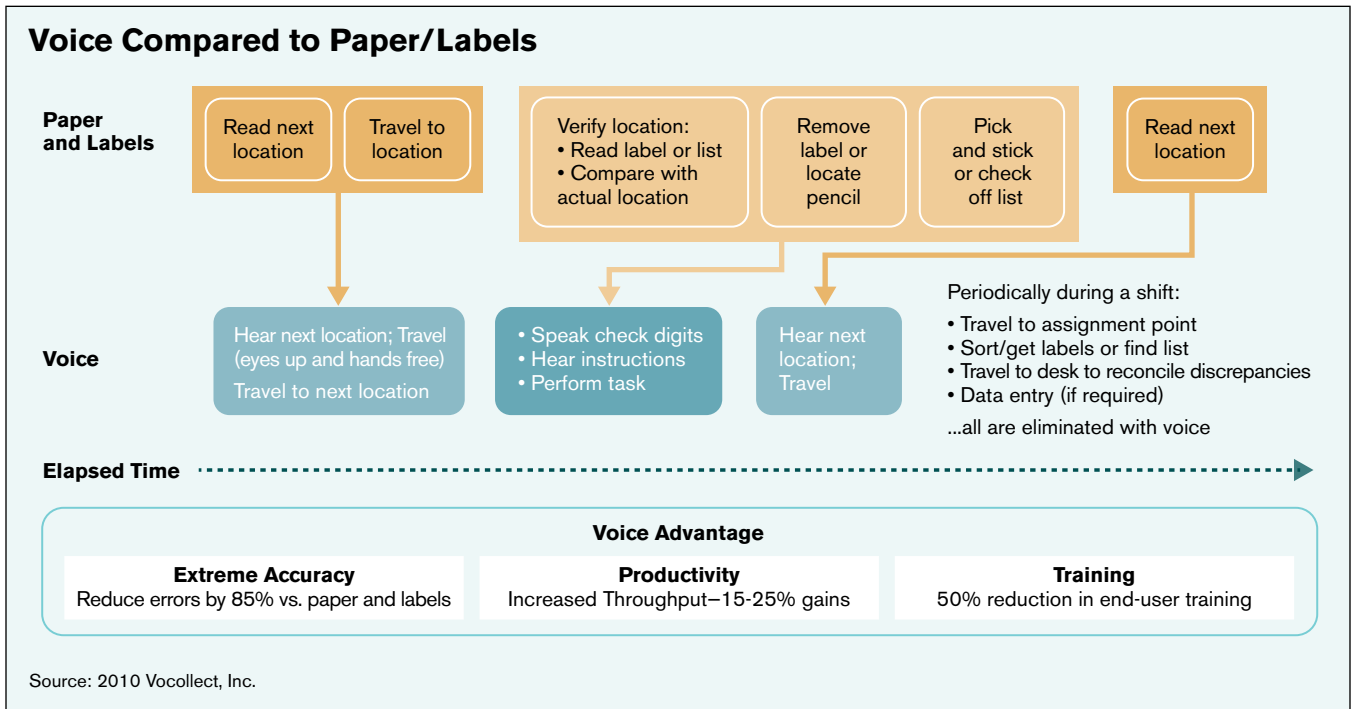 Voice Compared to Paper/Labels
Paper
and Labels
Read next
location
Travel to
location
Verify location:
• Read label or list
• Compare with
actual location
Remove
label or
locate
pencil
Pick
and stick
or check
off list
Read next
location
Voice
Hear next location; Travel
(eyes up and hands free)
Travel to next location
• Speak check digits
• Hear instructions
• Perform task
Hear next
location;
Travel
Periodically during a shift:
• Travel to assignment point
• Sort/get labels or find list
• Travel to desk to reconcile discrepancies
• Data entry (if required)
...all are eliminated with voice
Elapsed Time
Voice Advantage
Extreme Accuracy
Reduce errors by 85% vs. paper and labels
Productivity
Increased Throughput—15-25% gains
Training
50% reduction in end-user training
Source: 2010 Vocollect, Inc.